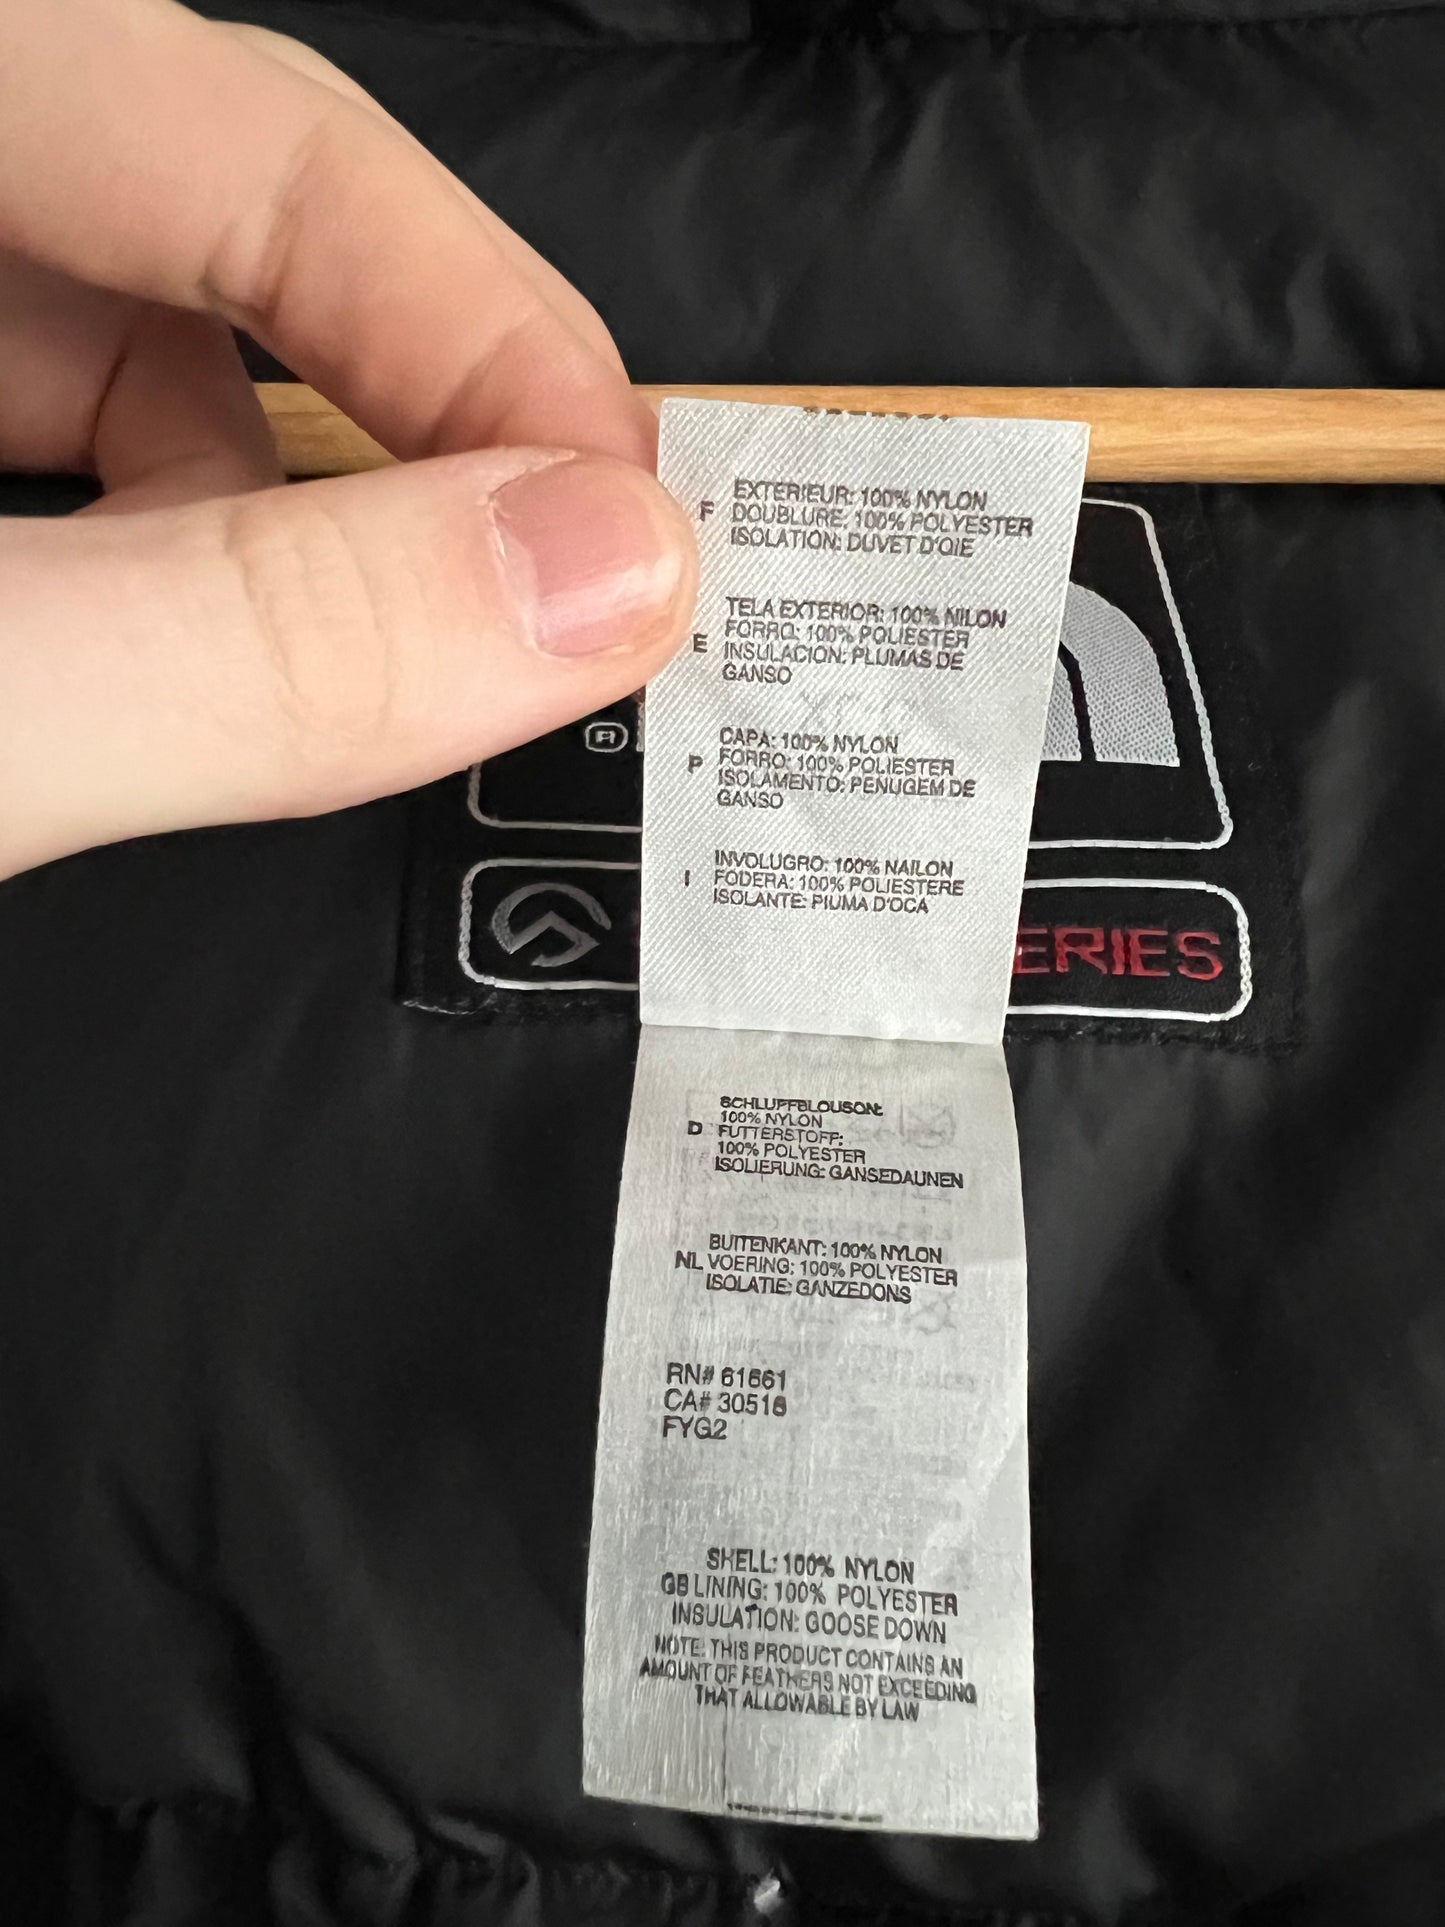 F
EXTERIEUR: 100% NYLON
DOUBLURE: 100% POLYESTER
ISOLATION: DUVET D'OIE
E
TELA EXTERIOR: 100% NILON
FORRO: 100% POLIESTER
INSULACION: PLUMAS DE
GANSO
P
CAPA: 100% NYLON
FORRO: 100% POLIESTER
ISOLAMENTO: PENUGEM DE
GANSO
I
INVOLUGRO: 100% NAILON
FODERA: 100% POLIESTERE
ISOLANTE: PIUMA D'OCA
ERIES
D
SCHLUPFBLOUSON:
100% NYLON
FUTTERSTOFF:
100% POLYESTER
ISOLIERUNG: GANSEDAUNEN
BUITENKANT: 100% NYLON
NL VOERING: 100% POLYESTER
ISOLATIE: GANZEDONS
RN# 61661
CA# 30516
FYG2
SHELL: 100% NYLON
GB LINING: 100% POLYESTER
INSULATION: GOOSE DOWN
NOTE: THIS PRODUCT CONTAINS AN
AMOUNT OF FEATHERS NOT EXCEEDING
THAT ALLOWABLE BY LAW